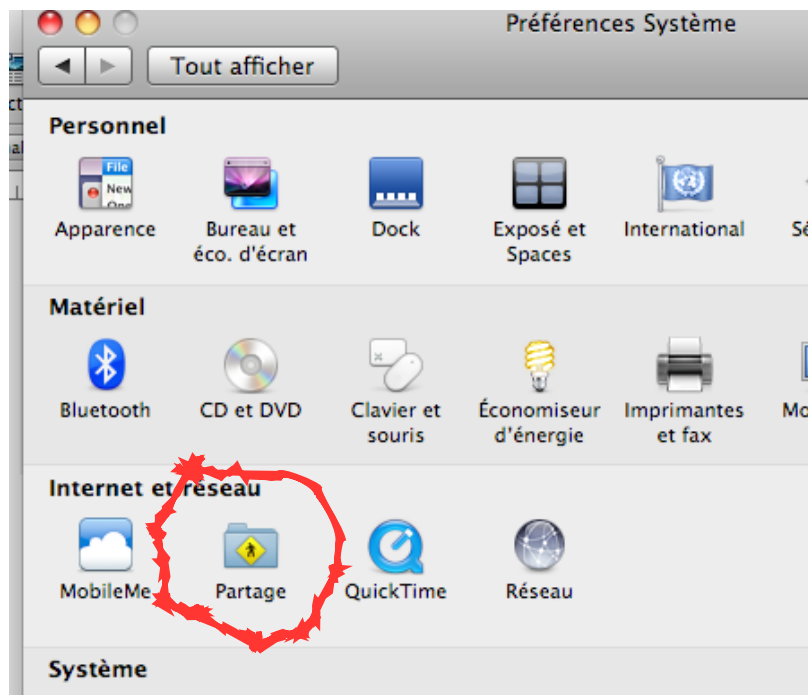 Préférences Système
Tout afficher
Personnel
File
New
Apparence
Bureau et
éco. d'écran
Dock
Exposé et
Spaces
International
Sé
Matériel
Bluetooth
CD et DVD
Clavier et
souris
Économiseur
d'énergie
Imprimantes
et fax
Mo
Internet et réseau
MobileMe
Partage
QuickTime
Réseau
Système